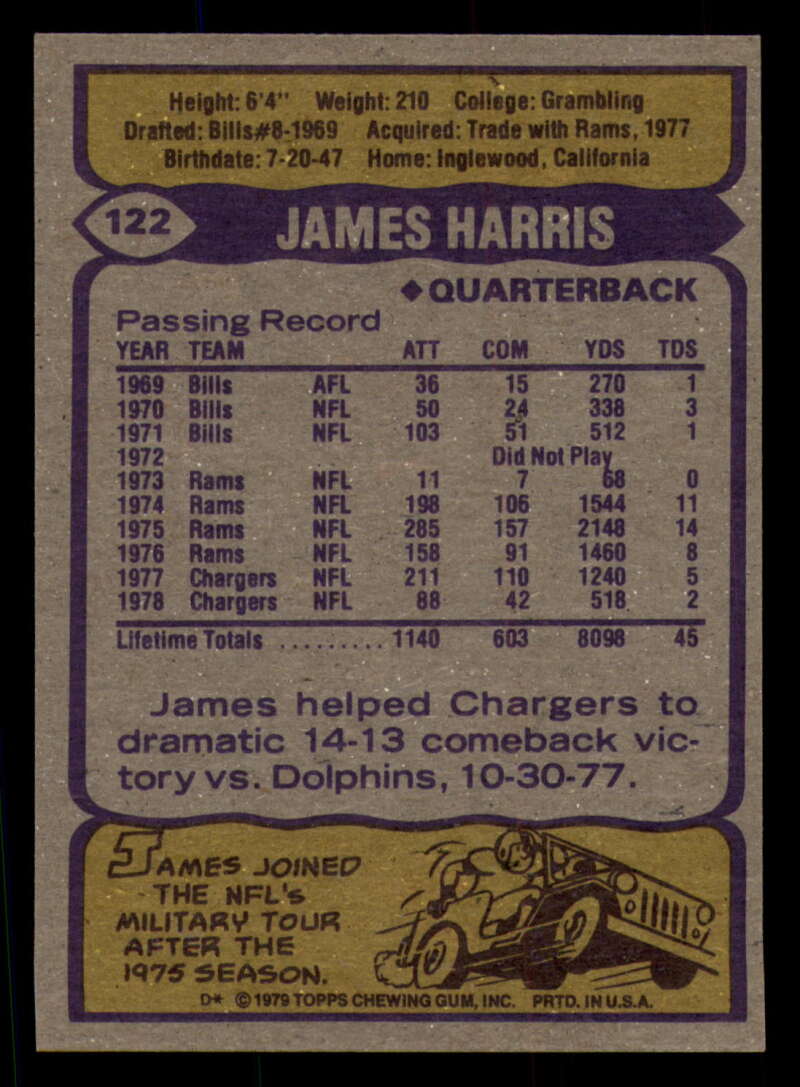 Height: 6'4" Weight: 210 College: Grambling
Drafted: Bills#8-1969 Acquired: Trade with Rams, 1977
Birthdate: 7-20-47 Home: Inglewood, California
122 JAMES HARRIS
◆ QUARTERBACK
Passing Record
YEAR TEAM ATT COM YDS TDS
1969 Bills AFL 36 15 270 1
1970 Bills NFL 50 24 338 3
1971 Bills NFL 103 51 512 1
1972 Did Not Play
1973 Rams NFL 11 7 68 0
1974 Rams NFL 198 106 1544 11
1975 Rams NFL 285 157 2148 14
1976 Rams NFL 158 91 1460 8
1977 Chargers NFL 211 110 1240 5
1978 Chargers NFL 88 42 518 2
Lifetime Totals .......... 1140 603 8098 45
James helped Chargers to
dramatic 14-13 comeback vic-
tory vs. Dolphins, 10-30-77.
JAMES JOINED
THE NFL'S
MILITARY TOUR
AFTER THE
1975 SEASON.
D* © 1979 TOPPS CHEWING GUM, INC. PRTD. IN U.S.A.